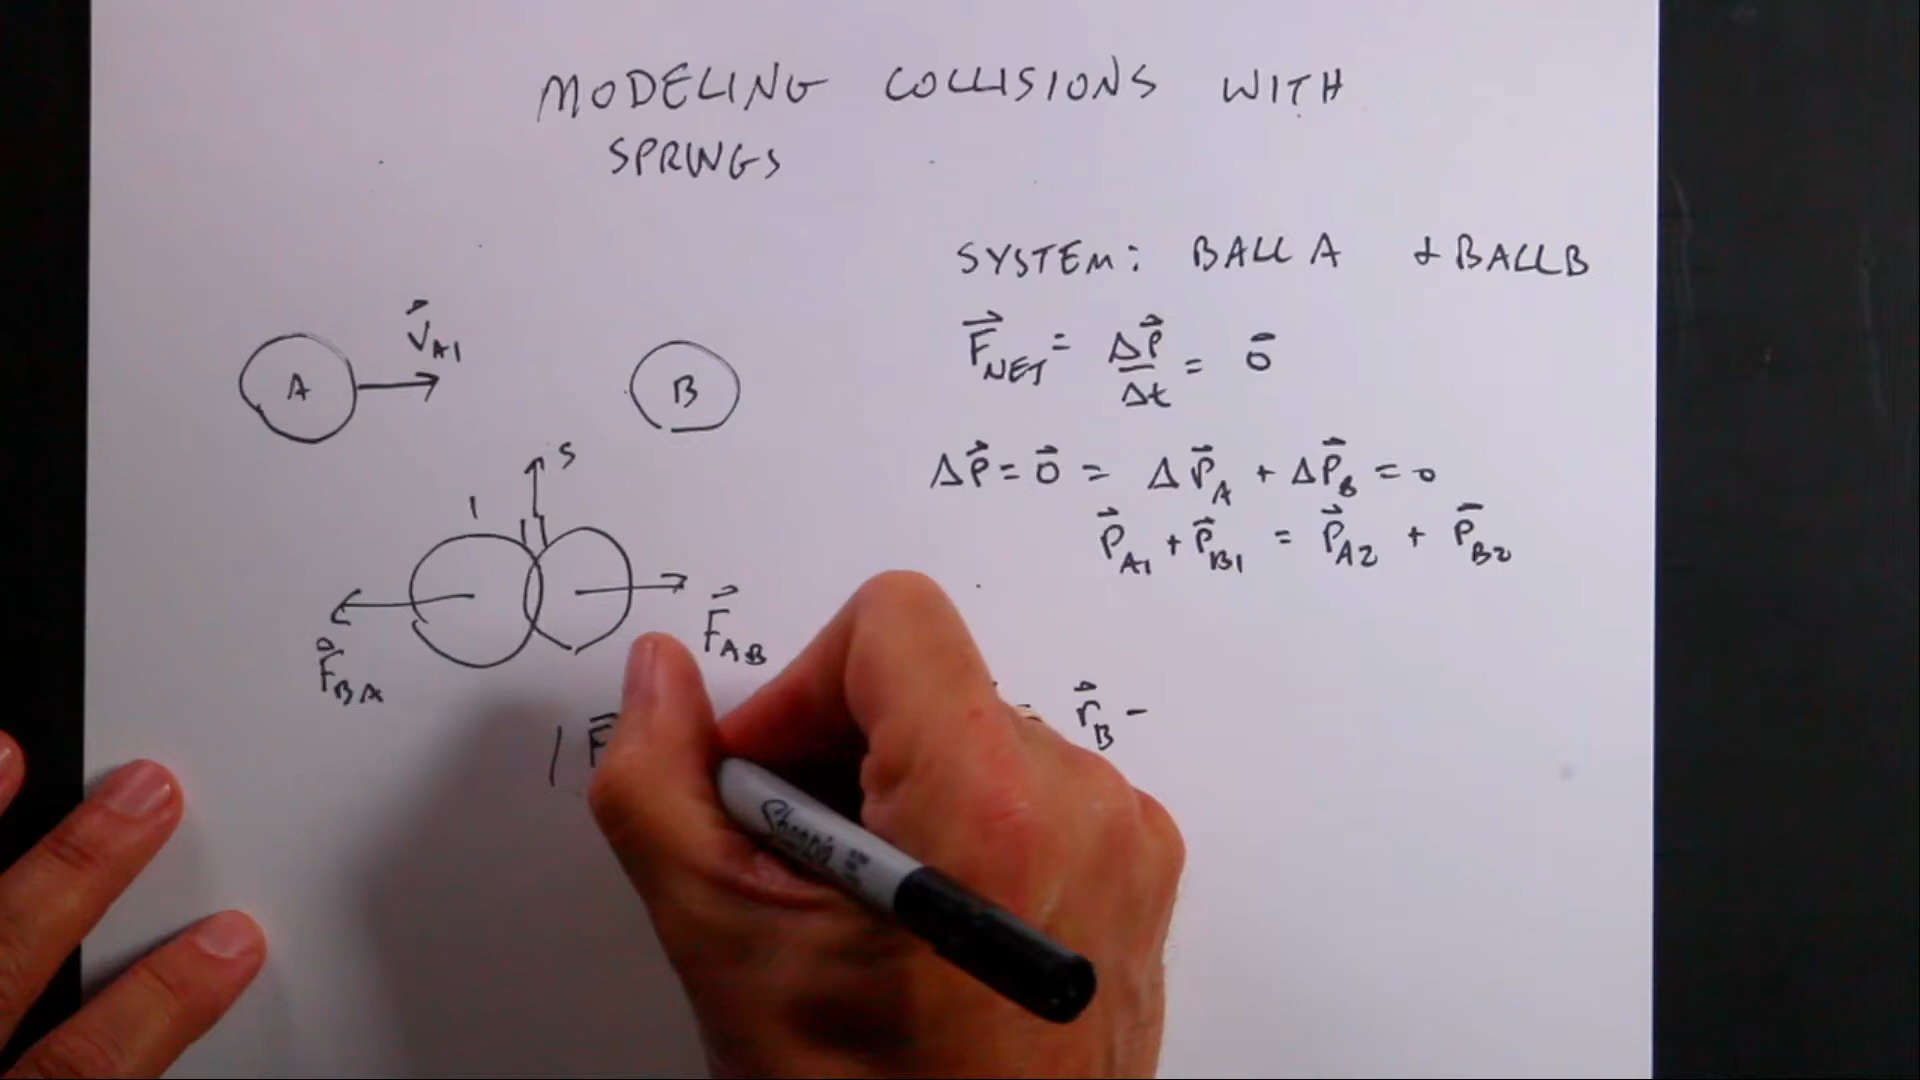 MODELING COLLISIONS WITH
SPRINGS
SYSTEM: BALL A & BALL B
F⃗NET = ΔP⃗/Δt = 0⃗
V⃗A1
A
B
ΔP⃗ = 0⃗ = ΔP⃗A + ΔP⃗B = 0
P⃗A1 + P⃗B1 = P⃗A2 + P⃗B2
S
F⃗BA
F⃗AB
r⃗B -
| F⃗
Sharpie